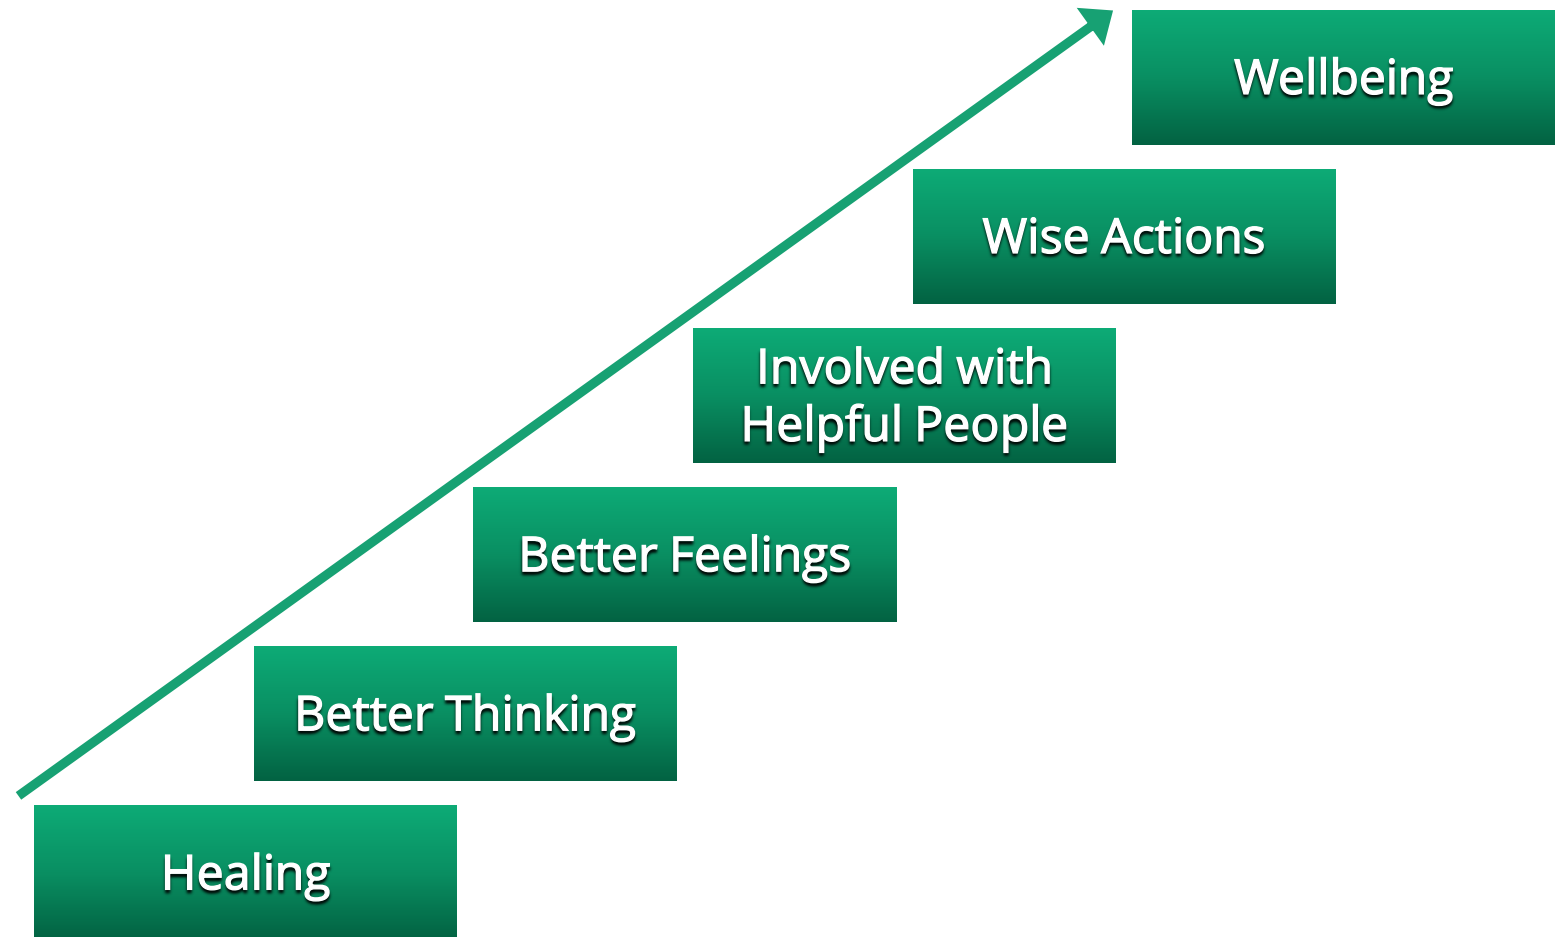 Wellbeing
Wise Actions
Involved with
Helpful People
Better Feelings
Better Thinking
Healing